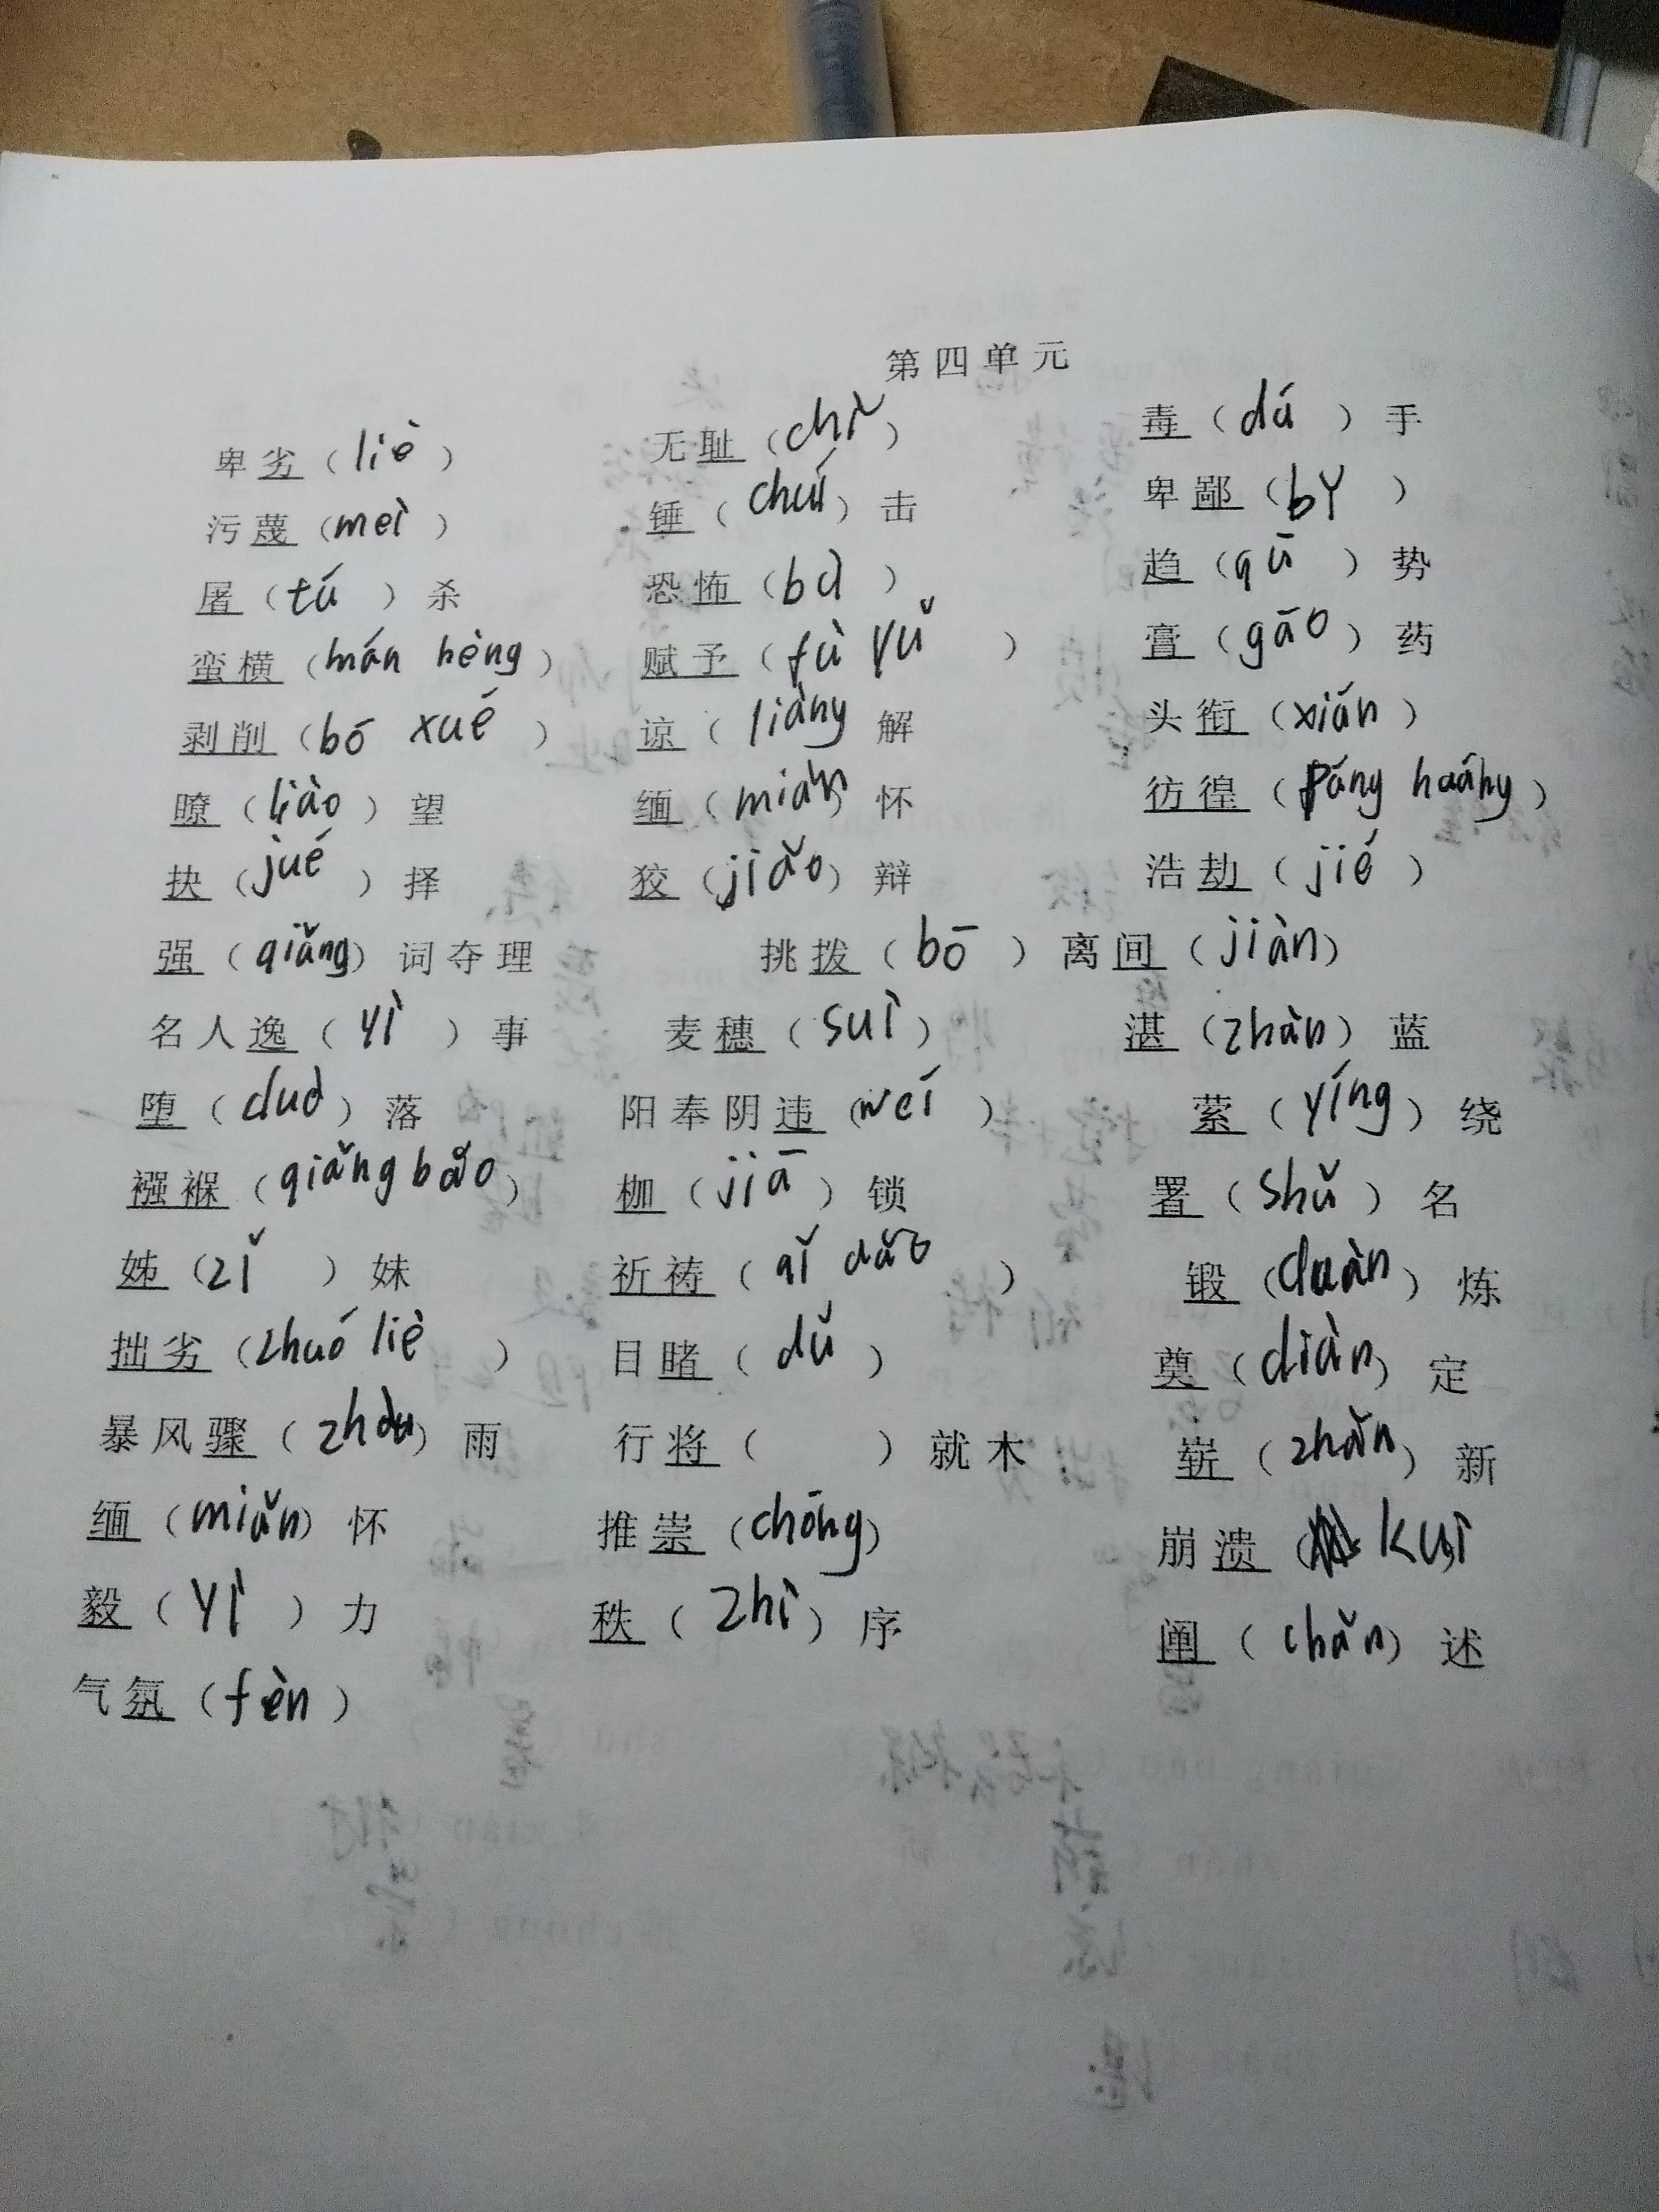 第四单元
卑劣（liè） 无耻（chǐ） 毒（dú）手
污蔑（meì） 锤（chuí）击 卑鄙（by）
屠（tú）杀 恐怖（bù） 趋（qū）势
蛮横（mán hèng） 赋予（fù yǔ） 膏（gāo）药
剥削（bō xué） 谅（liàng）解 头衔（xián）
瞭（liào）望 缅（miǎn）怀 彷徨（páng huáng）
抉（jué）择 狡（jiǎo）辩 浩劫（jié）
强（qiǎng）词夺理 挑拨（bō）离间（jiàn）
名人逸（yì）事 麦穗（suì） 湛（zhàn）蓝
堕（duò）落 阳奉阴违（weí） 萦（yíng）绕
襁褓（qiǎng bǎo） 枷（jiā）锁 署（shǔ）名
姊（zǐ）妹 祈祷（qǐ dǎo） 锻（duàn）炼
拙劣（zhuó liè） 目睹（dǔ） 奠（diàn）定
暴风骤（zhòu）雨 行将（ ）就木 崭（zhǎn）新
缅（miǎn）怀 推崇（chōng） 崩溃（kuì
毅（yì）力 秩（zhì）序 阐（chǎn）述
气氛（fèn）